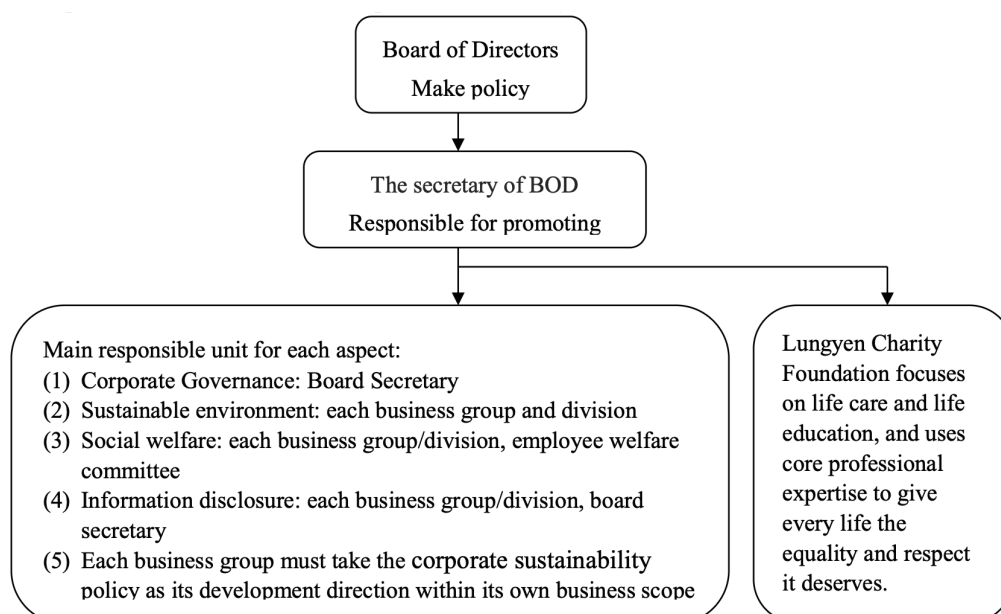 Board of Directors
Make policy
The secretary of BOD
Responsible for promoting
Main responsible unit for each aspect:
(1) Corporate Governance: Board Secretary
(2) Sustainable environment: each business group and division
(3) Social welfare: each business group/division, employee welfare
committee
(4) Information disclosure: each business group/division, board
secretary
(5) Each business group must take the corporate sustainability
policy as its development direction within its own business scope
Lungyen Charity
Foundation focuses
on life care and life
education, and uses
core professional
expertise to give
every life the
equality and respect
it deserves.